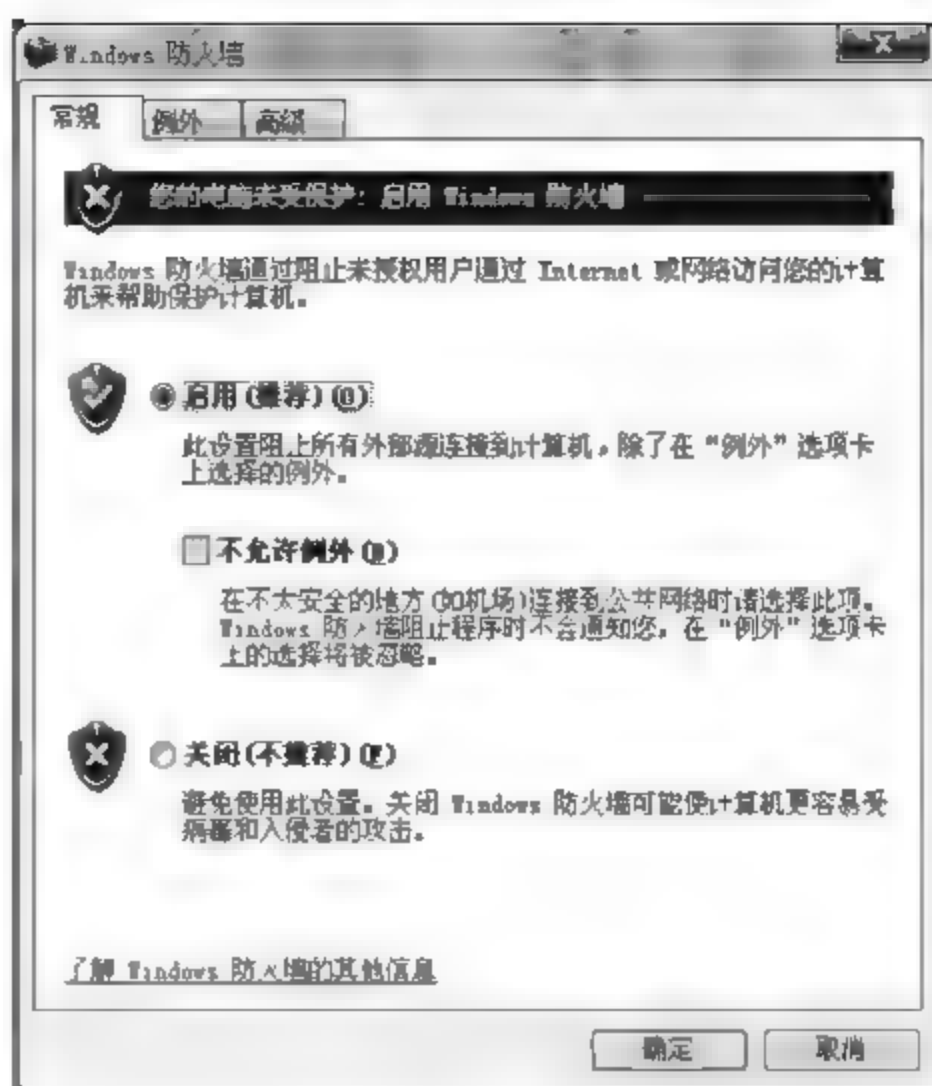 Windows 防火墙
常规 例外 高级
您的电脑未受保护: 启用 Windows 防火墙
Windows 防火墙通过阻止未授权用户通过 Internet 或网络访问您的计算
机来帮助保护计算机。
启用(推荐)(O)
此设置阻止所有外部源连接到计算机，除了在“例外”选项卡
上选择的例外。
不允许例外(D)
在不太安全的地方(如机场)连接到公共网络时请选择此项。
Windows 防火墙阻止程序时不会通知您。在“例外”选项卡
上的选择将被忽略。
关闭(不推荐)(F)
避免使用此设置。关闭 Windows 防火墙可能使计算机更容易受
病毒和入侵者的攻击。
了解 Windows 防火墙的其他信息
确定 取消